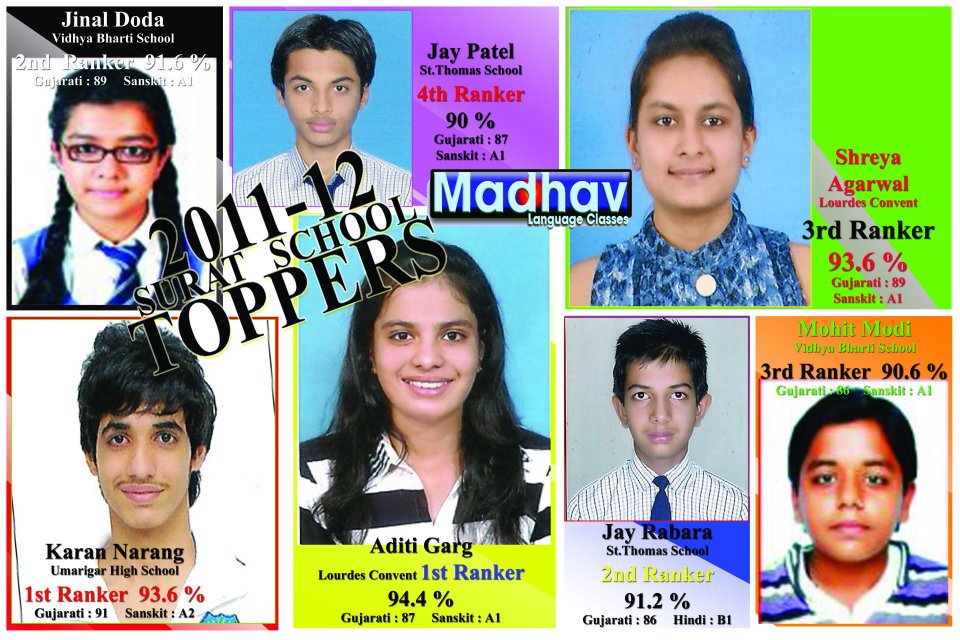 Jinal Doda
Vidhya Bharti School
2nd Ranker 91.6 %
Gujarati : 89 Sanskit : A1
Jay Patel
St.Thomas School
4th Ranker
90 %
Gujarati : 87
Sanskit : A1
Shreya
Agarwal
Lourdes Convent
3rd Ranker
93.6 %
Gujarati : 89
Sanskit : A1
Madhav
Language Classes
2011-12
SURAT SCHOOL
TOPPERS
Karan Narang
Umarigar High School
1st Ranker 93.6 %
Gujarati : 91 Sanskit : A2
Aditi Garg
Lourdes Convent 1st Ranker
94.4 %
Gujarati : 87 Sanskit : A1
Jay Rabara
St.Thomas School
2nd Ranker
91.2 %
Gujarati : 86 Hindi : B1
Mohit Modi
Vidhya Bharti School
3rd Ranker 90.6 %
Gujarati : 86 Sanskit : A1